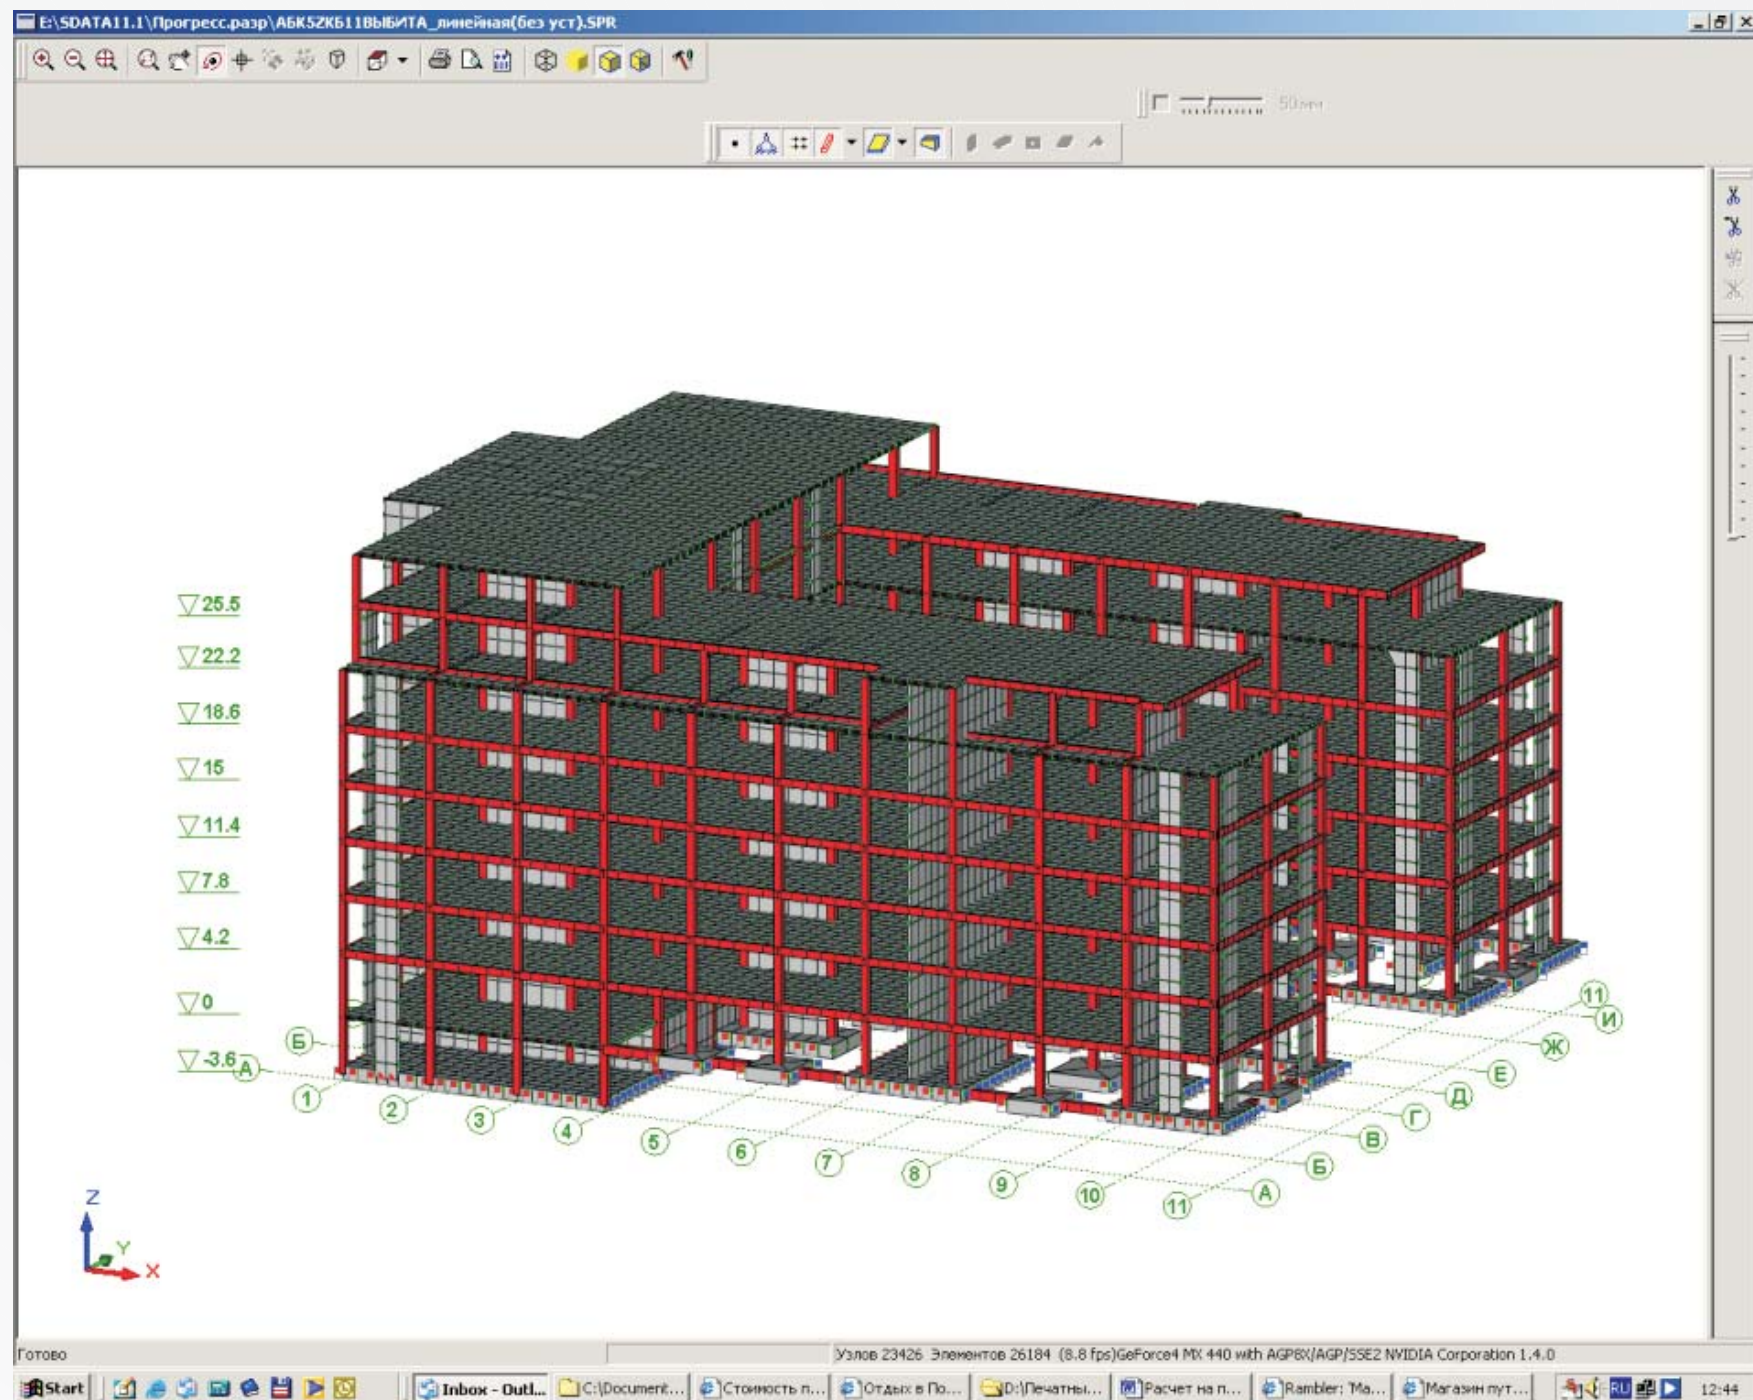 E:\SDATA11.1\Прогресс.разр\АБК5ZКБ11ВЫБИТА_линейная(без уст).SPR
50 мм
25.5
22.2
18.6
15
11.4
7.8
4.2
0
-3.6
Б
А
1
2
3
4
5
6
7
8
9
10
11
А
Б
В
Г
Д
Е
Ж
И
11
Z
Y
X
Готово
Узлов 23426 Элементов 26184 (8.8 fps)GeForce4 MX 440 with AGP8X/AGP/SSE2 NVIDIA Corporation 1.4.0
Start
Inbox - Outl...
C:\Document...
Стоимость п...
Отдых в По...
D:\Печатны...
Расчет на п...
Rambler: 'Ма...
Магазин пут...
RU
12:44